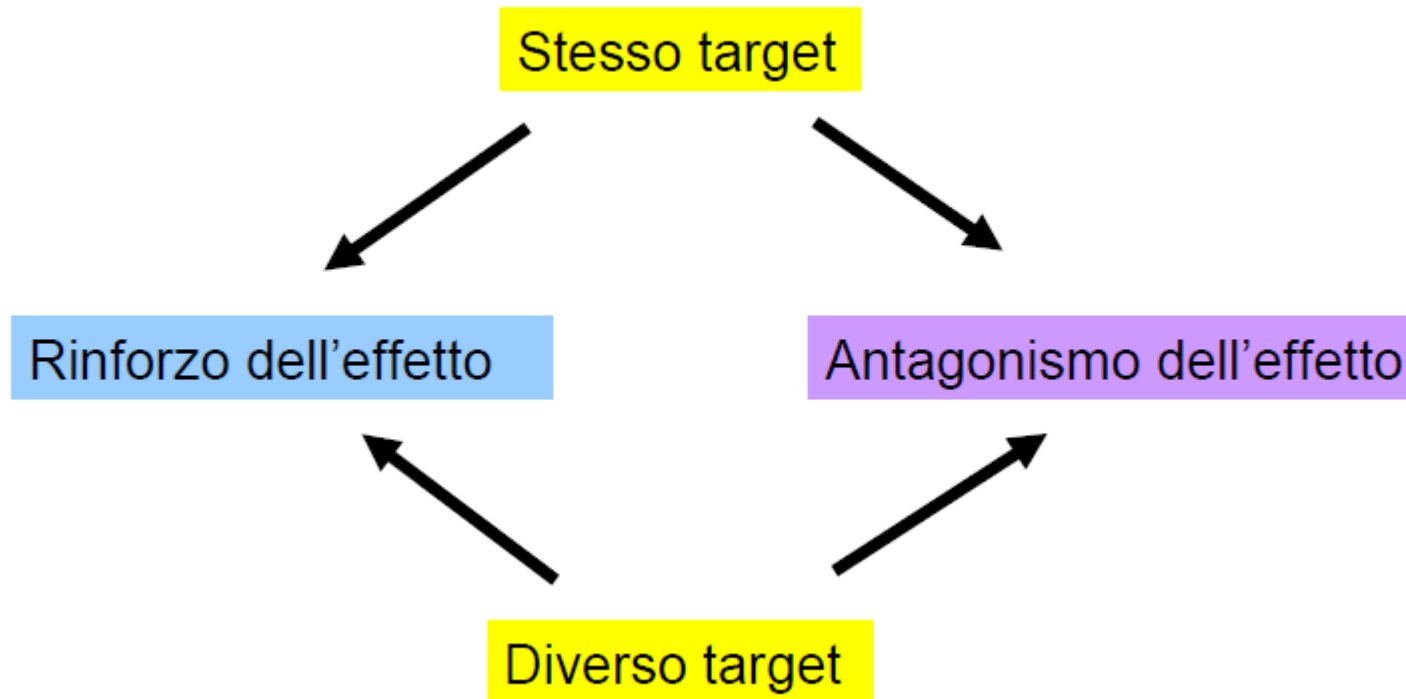 Stesso target
Rinforzo dell’effetto
Antagonismo dell’effetto
Diverso target